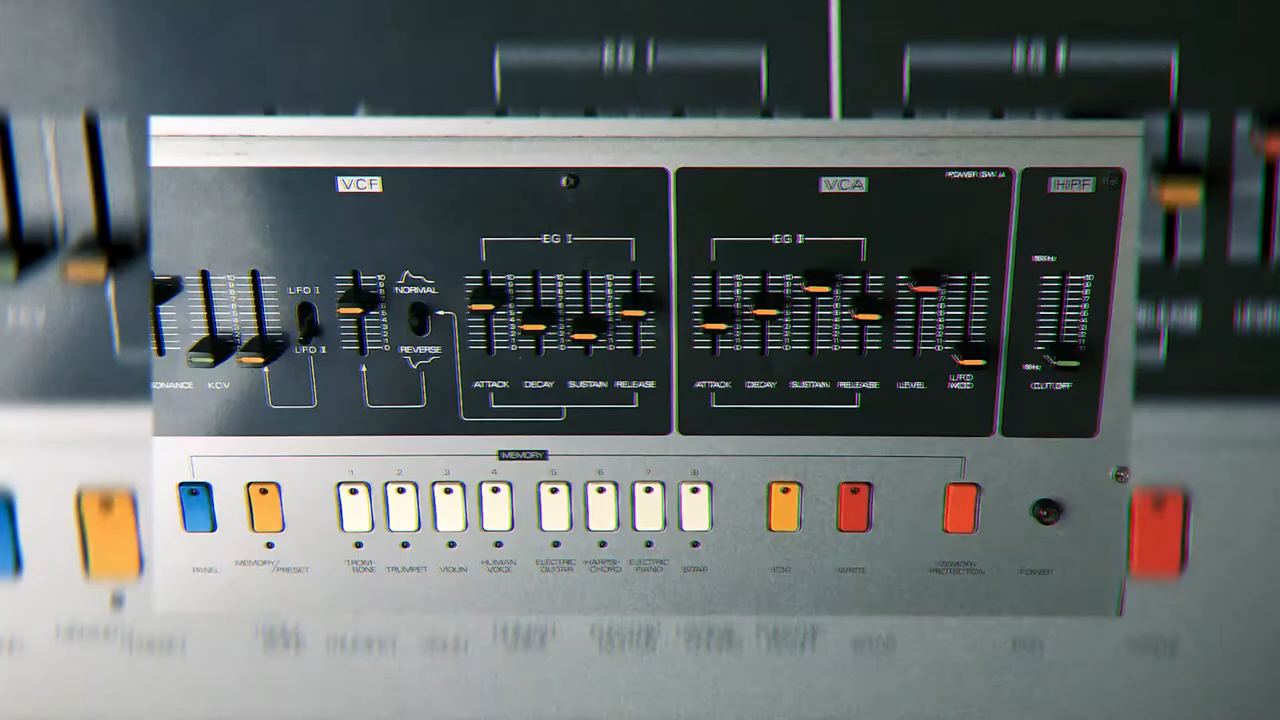 VCF
VCA
POWER (SW)
HPF
EG I
EG II
LFO I
NORMAL
LFO II
REVERSE
16KHz
16Hz
ONANCE
KCV
ATTACK
DECAY
SUSTAIN
RELEASE
ATTACK
DECAY
SUSTAIN
RELEASE
LEVEL
LFO
MOD
CUTOFF
MEMORY
1 2 3 4 5 6 7 8
PANEL
MEMORY/
PRESET
TROM-
BONE
TRUMPET
VIOLIN
HUMAN
VOICE
ELECTRIC
GUITAR
HARPSI-
CHORD
ELECTRIC
PIANO
EDIT
WRITE
MEMORY
PROTECTION
POWER